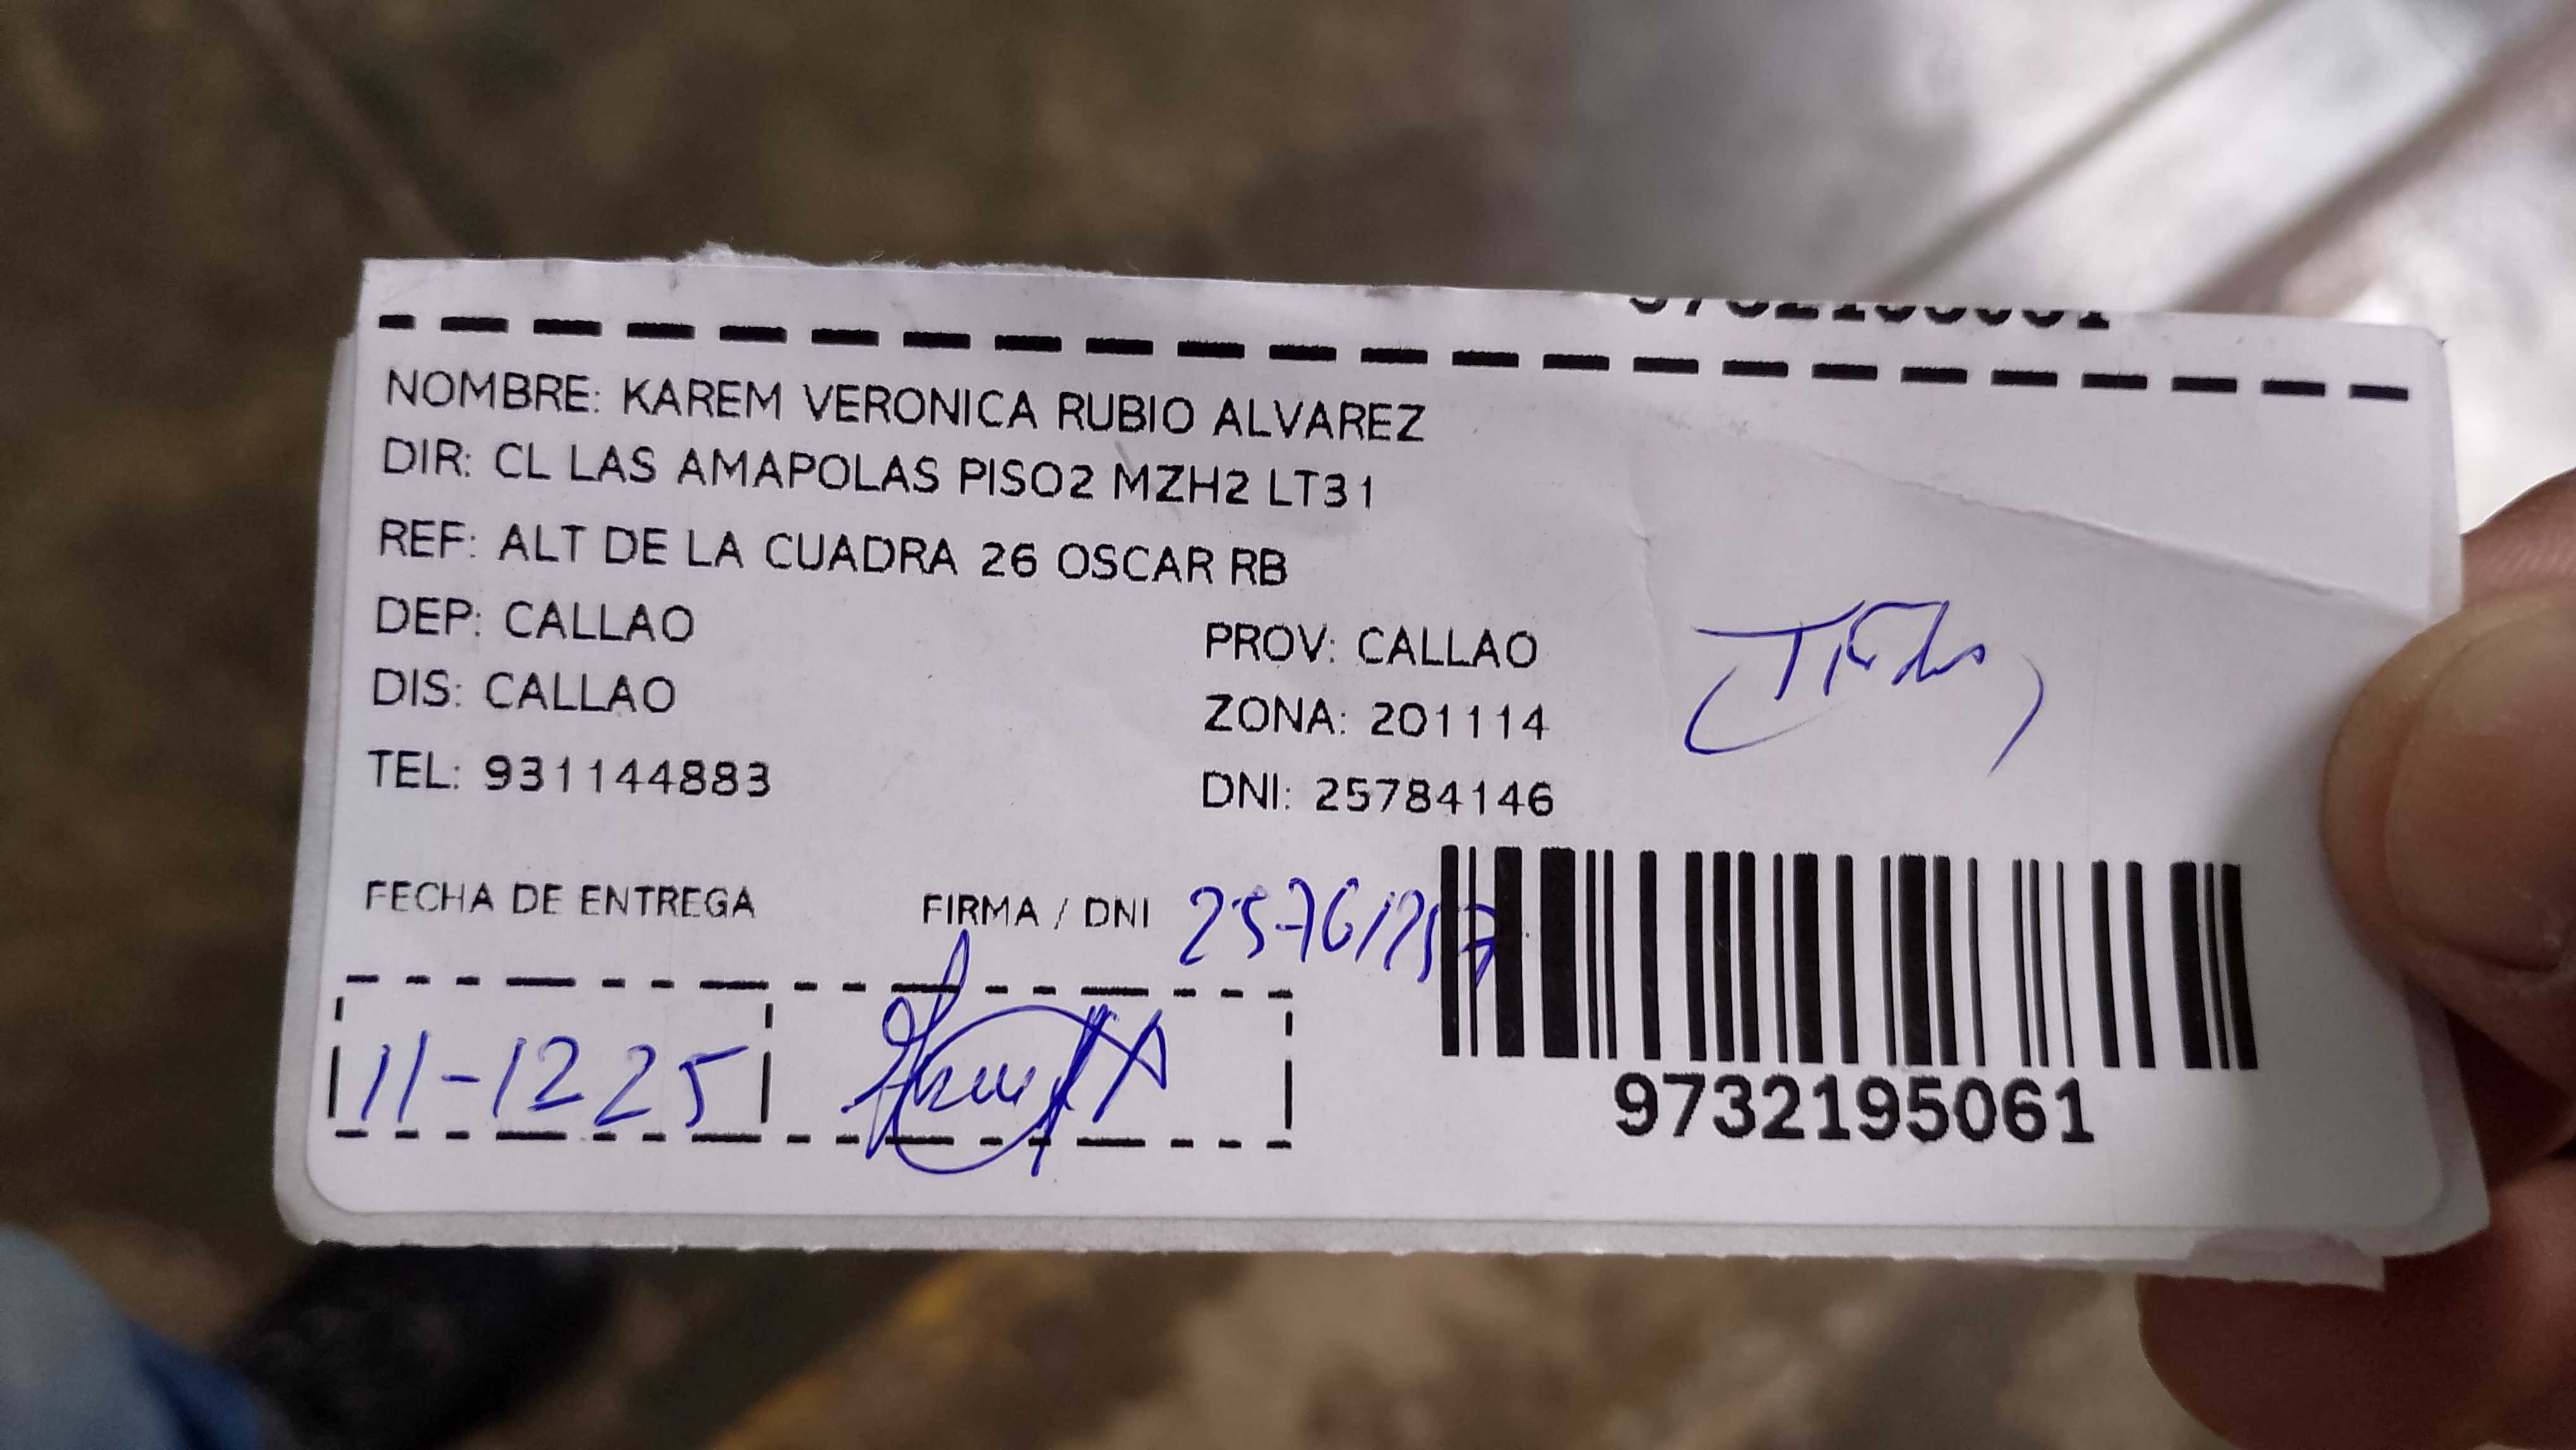 NOMBRE: KAREM VERONICA RUBIO ALVAREZ
DIR: CL LAS AMAPOLAS PISO2 MZH2 LT31
REF: ALT DE LA CUADRA 26 OSCAR RB
DEP: CALLAO PROV: CALLAO
DIS: CALLAO ZONA: 201114
TEL: 931144883 DNI: 25784146
FECHA DE ENTREGA FIRMA / DNI
11-12 25
9732195061